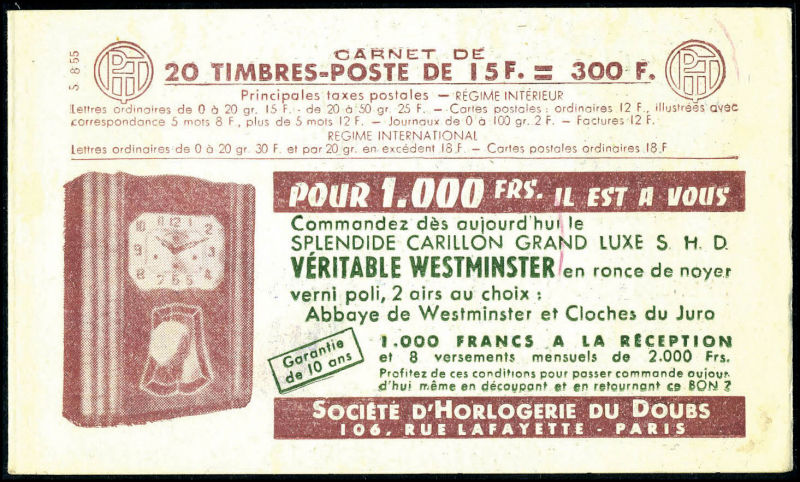 5 8 55
PTT
CARNET DE
PTT
20 TIMBRES-POSTE DE 15F. = 300 F.
Principales taxes postales — RÉGIME INTÉRIEUR
Lettres ordinaires de 0 à 20 gr. 15 F. - de 20 à 50 gr. 25 F. — Cartes postales : ordinaires 12 F., illustrées avec
correspondance 5 mots 8 F., plus de 5 mots 12 F. — Journaux de 0 à 100 gr. 2 F. — Factures 12 F.
RÉGIME INTERNATIONAL
Lettres ordinaires de 0 à 20 gr. 30 F. et par 20 gr. en excédent 18 F. — Cartes postales ordinaires 18 F
POUR 1.000 FRS. IL EST A VOUS
Commandez dès aujourd'hui le
SPLENDIDE CARILLON GRAND LUXE S. H. D.
VÉRITABLE WESTMINSTER en ronce de noyer
verni poli, 2 airs au choix :
Abbaye de Westminster et Cloches du Juro
Garantie
de 10 ans
1.000 FRANCS A LA RÉCEPTION
et 8 versements mensuels de 2.000 Frs.
Profitez de ces conditions pour passer commande aujour-
d'hui même en découpant et en retournant ce BON ?
SOCIÉTÉ D'HORLOGERIE DU DOUBS
106, RUE LAFAYETTE - PARIS